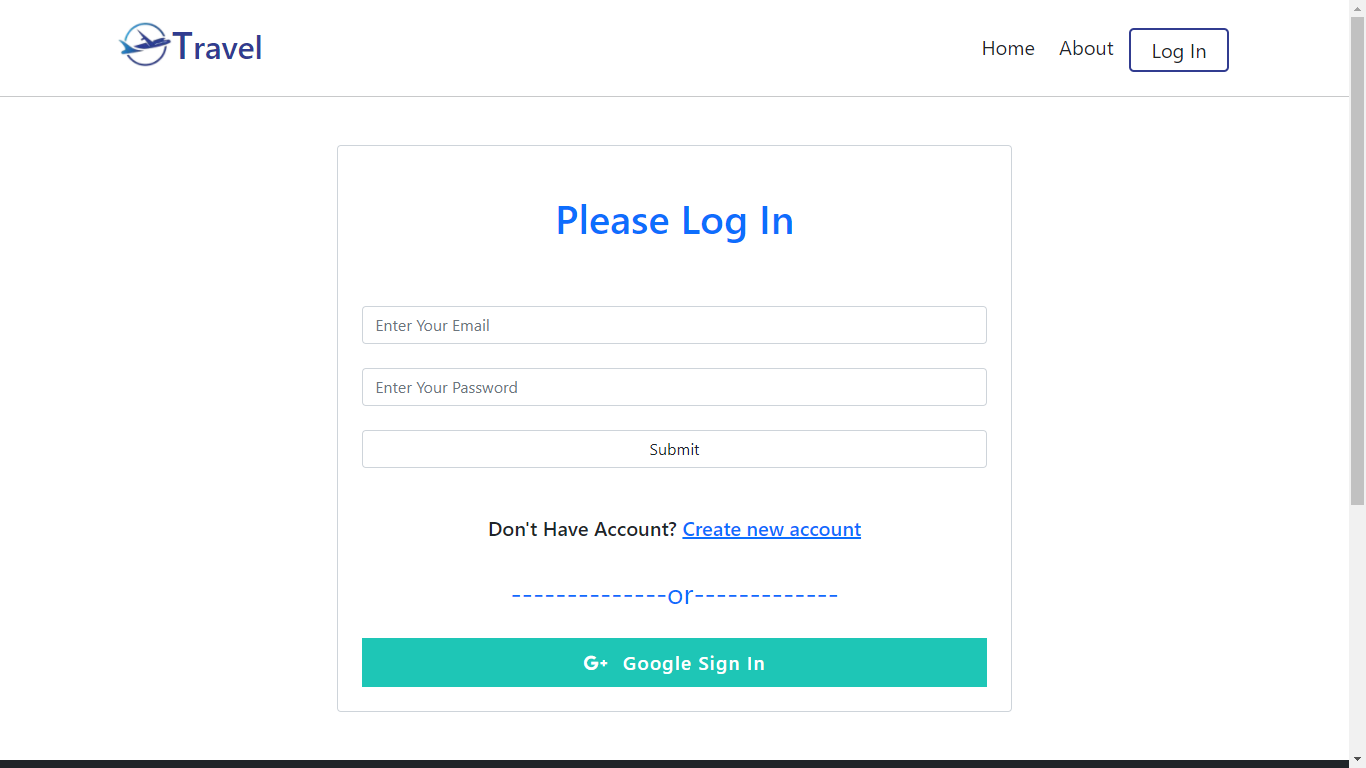 Travel
Home About Log In
Please Log In
Enter Your Email
Enter Your Password
Submit
Don't Have Account? Create new account
--------------or-------------
G+ Google Sign In